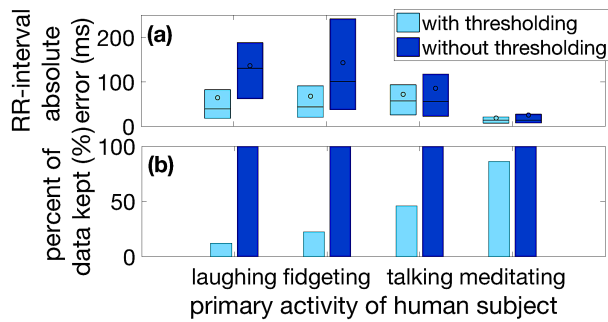 with thresholding
without thresholding
(a)
RR-interval
absolute
error (ms)
200
100
0
(b)
percent of
data kept (%)
100
50
0
laughing fidgeting talking meditating
primary activity of human subject